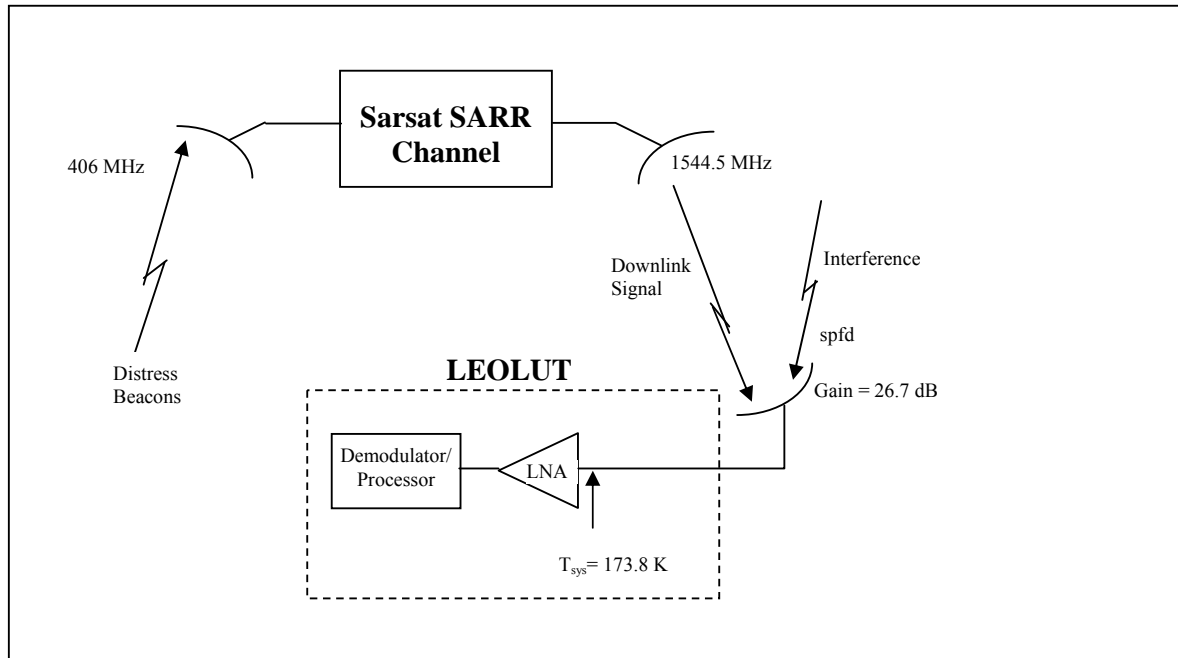 Sarsat SARR
Channel
406 MHz
1544.5 MHz
Downlink
Signal
Interference
spfd
Distress
Beacons
LEOLUT
Gain = 26.7 dB
Demodulator/
Processor
LNA
Tsys= 173.8 K